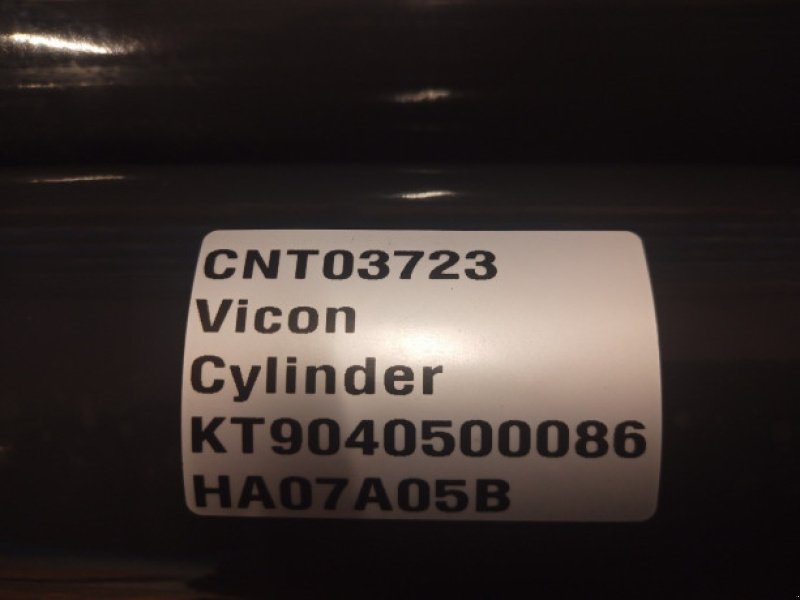 CNT03723
Vicon
Cylinder
KT9040500086
HA07A05B